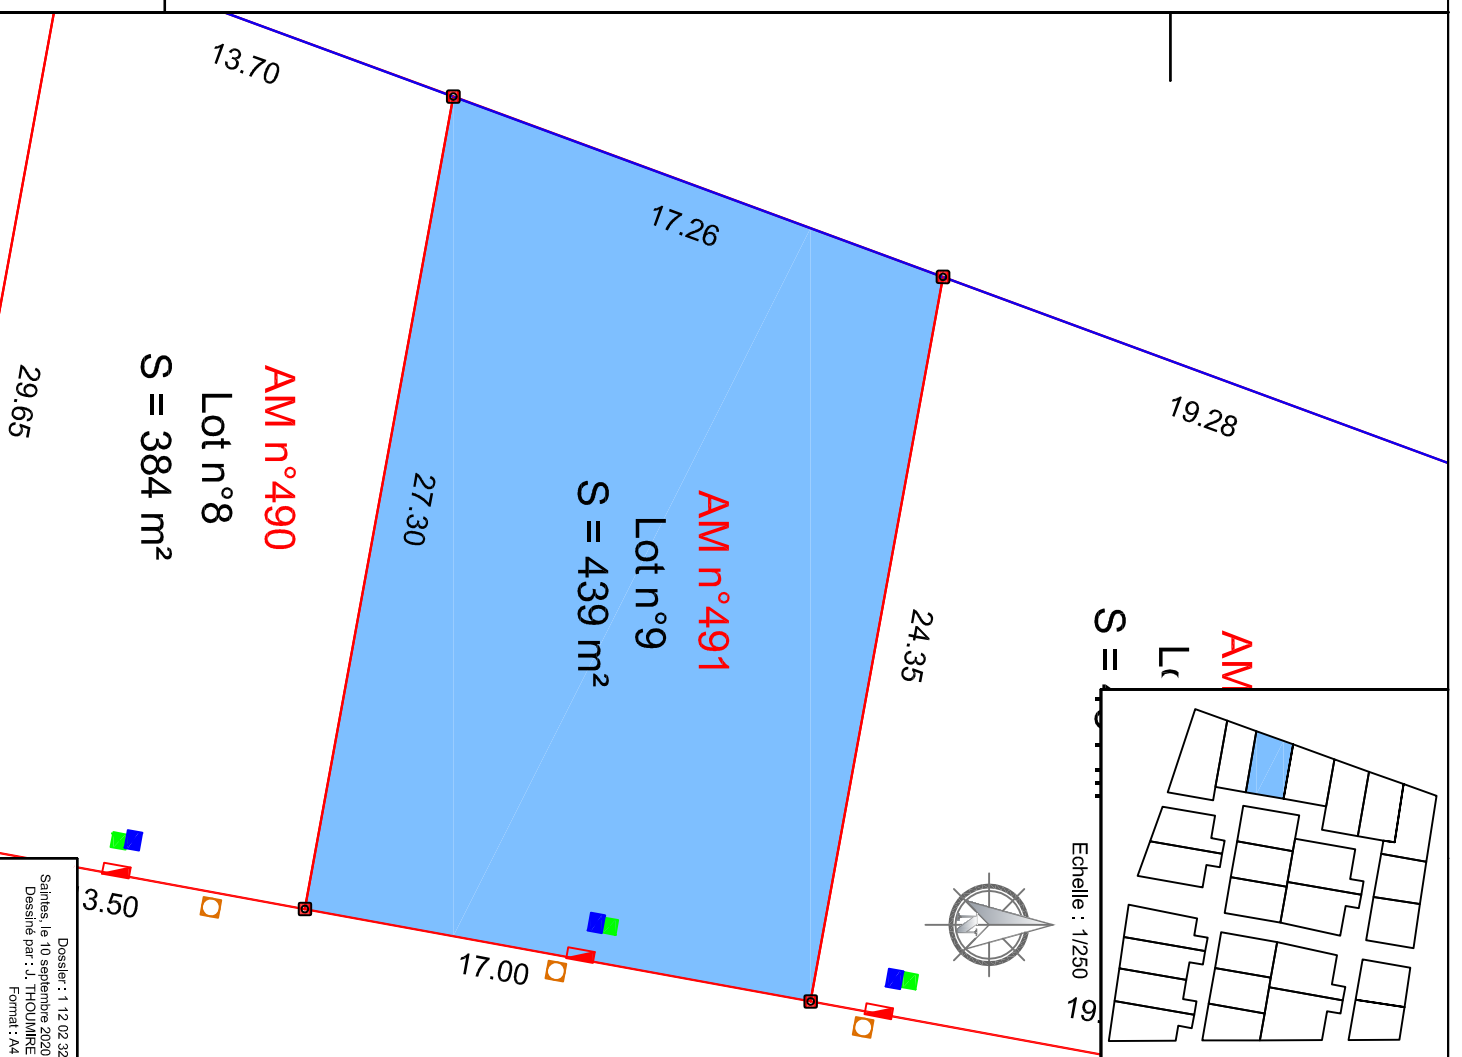 13.70
17.26
19.28
29.65
27.30
24.35
AM n°490
Lot n°8
S = 384 m²
AM n°491
Lot n°9
S = 439 m²
AM
S =
3.50
17.00
19.
Echelle : 1/250
Dossier : 1 12 02 32
Saintes, le 10 septembre 2020
Dessiné par : J. THOUMIRE
Format : A4